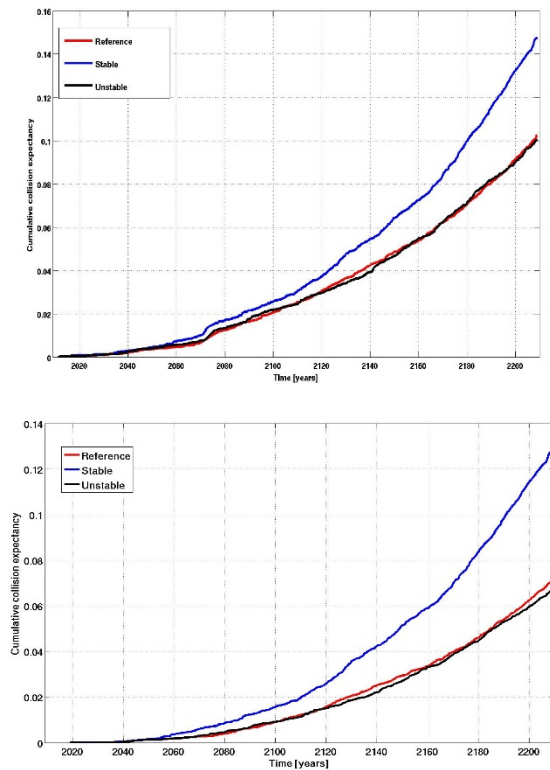 0.16
0.14
0.12
0.1
0.08
0.06
0.04
0.02
0
Cumulative collision expectancy
Reference
Stable
Unstable
2020 2040 2060 2080 2100 2120 2140 2160 2180 2200
Time [years]
0.14
0.12
0.1
0.08
0.06
0.04
0.02
0
Cumulative collision expectancy
Reference
Stable
Unstable
2020 2040 2060 2080 2100 2120 2140 2160 2180 2200
Time [years]